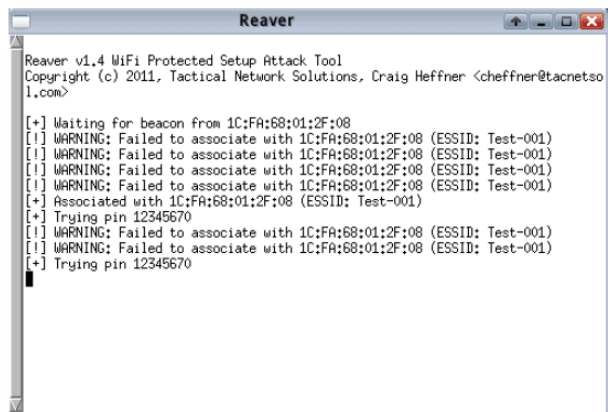 Reaver
Reaver v1.4 WiFi Protected Setup Attack Tool
Copyright (c) 2011, Tactical Network Solutions, Craig Heffner <cheffner@tacnetso
l.com>
[+] Waiting for beacon from 1C:FA:68:01:2F:08
[!] WARNING: Failed to associate with 1C:FA:68:01:2F:08 (ESSID: Test-001)
[!] WARNING: Failed to associate with 1C:FA:68:01:2F:08 (ESSID: Test-001)
[!] WARNING: Failed to associate with 1C:FA:68:01:2F:08 (ESSID: Test-001)
[!] WARNING: Failed to associate with 1C:FA:68:01:2F:08 (ESSID: Test-001)
[+] Associated with 1C:FA:68:01:2F:08 (ESSID: Test-001)
[+] Trying pin 12345670
[!] WARNING: Failed to associate with 1C:FA:68:01:2F:08 (ESSID: Test-001)
[!] WARNING: Failed to associate with 1C:FA:68:01:2F:08 (ESSID: Test-001)
[+] Trying pin 12345670